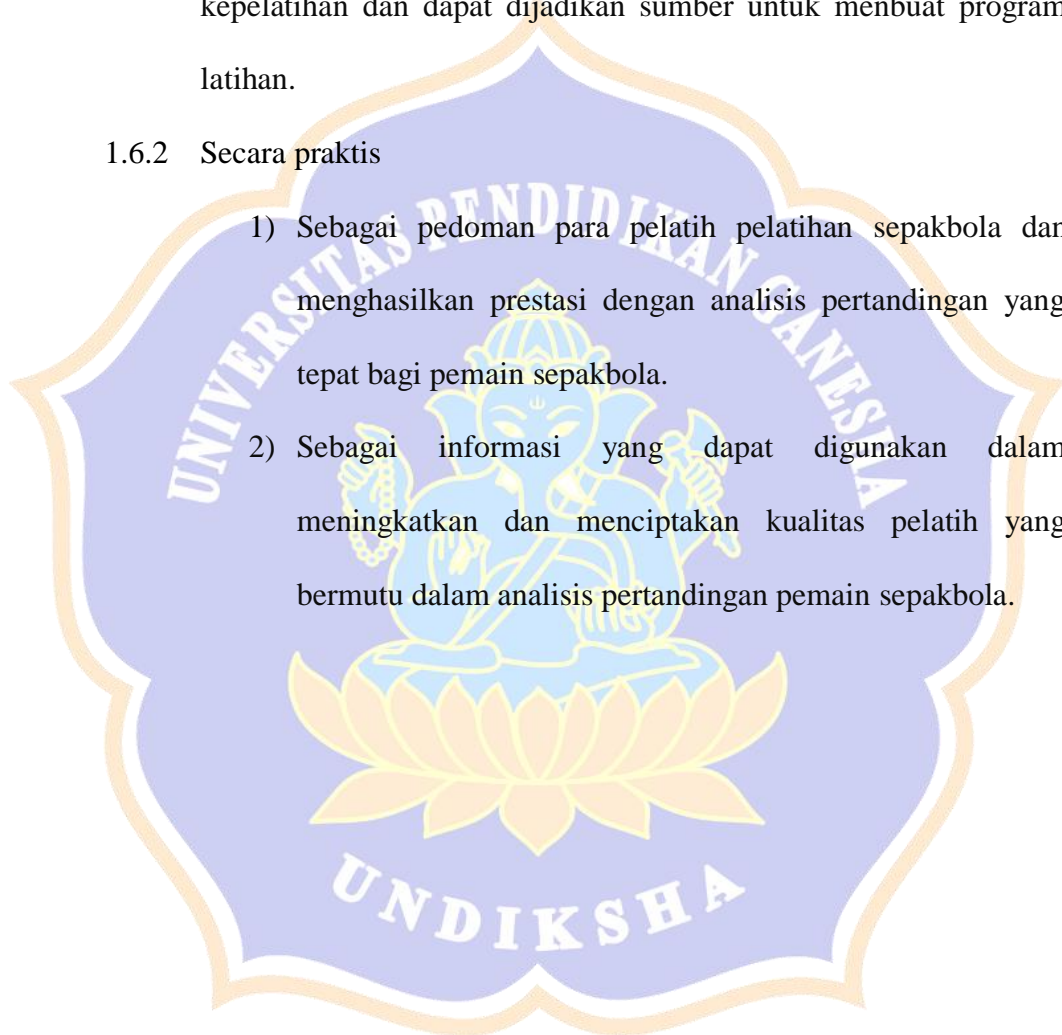 kepelatihan dan dapat dijadikan sumber untuk menbuat program
latihan.
1.6.2 Secara praktis
1) Sebagai pedoman para pelatih pelatihan sepakbola dan
menghasilkan prestasi dengan analisis pertandingan yang
tepat bagi pemain sepakbola.
2) Sebagai informasi yang dapat digunakan dalam
meningkatkan dan menciptakan kualitas pelatih yang
bermutu dalam analisis pertandingan pemain sepakbola.
UNIVERSITAS PENDIDIKAN GANESHA
UNDIKSHA